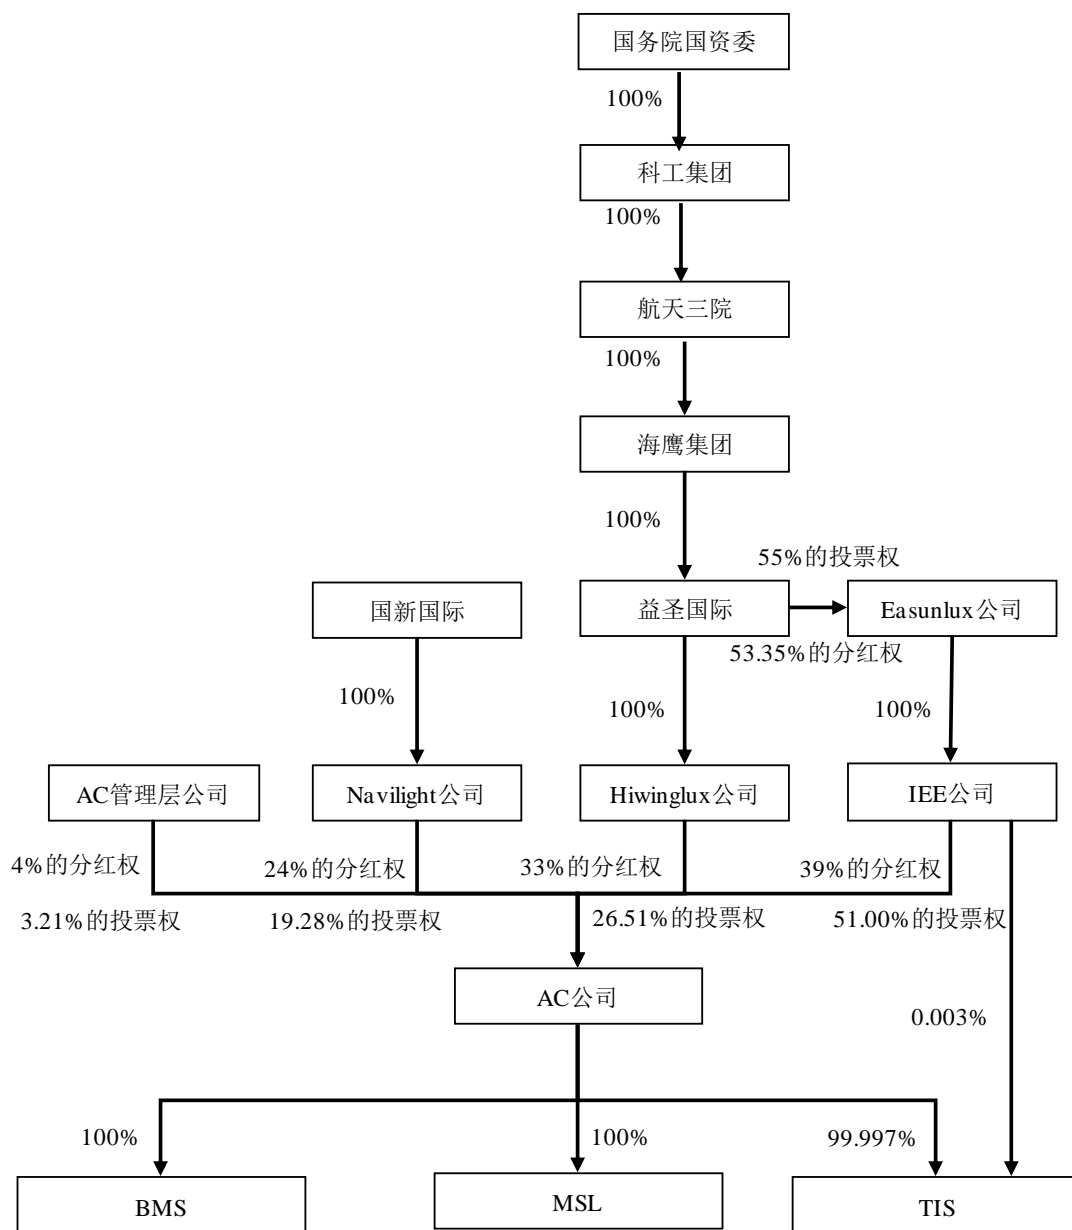 国务院国资委
100%
科工集团
100%
航天三院
100%
海鹰集团
100%
55%的投票权
国新国际
益圣国际
Easunlux公司
53.35%的分红权
100%
100%
100%
AC管理层公司
Navilight公司
Hiwinglux公司
IEE公司
4%的分红权
24%的分红权
33%的分红权
39%的分红权
3.21%的投票权
19.28%的投票权
26.51%的投票权
51.00%的投票权
AC公司
0.003%
100%
100%
99.997%
BMS
MSL
TIS